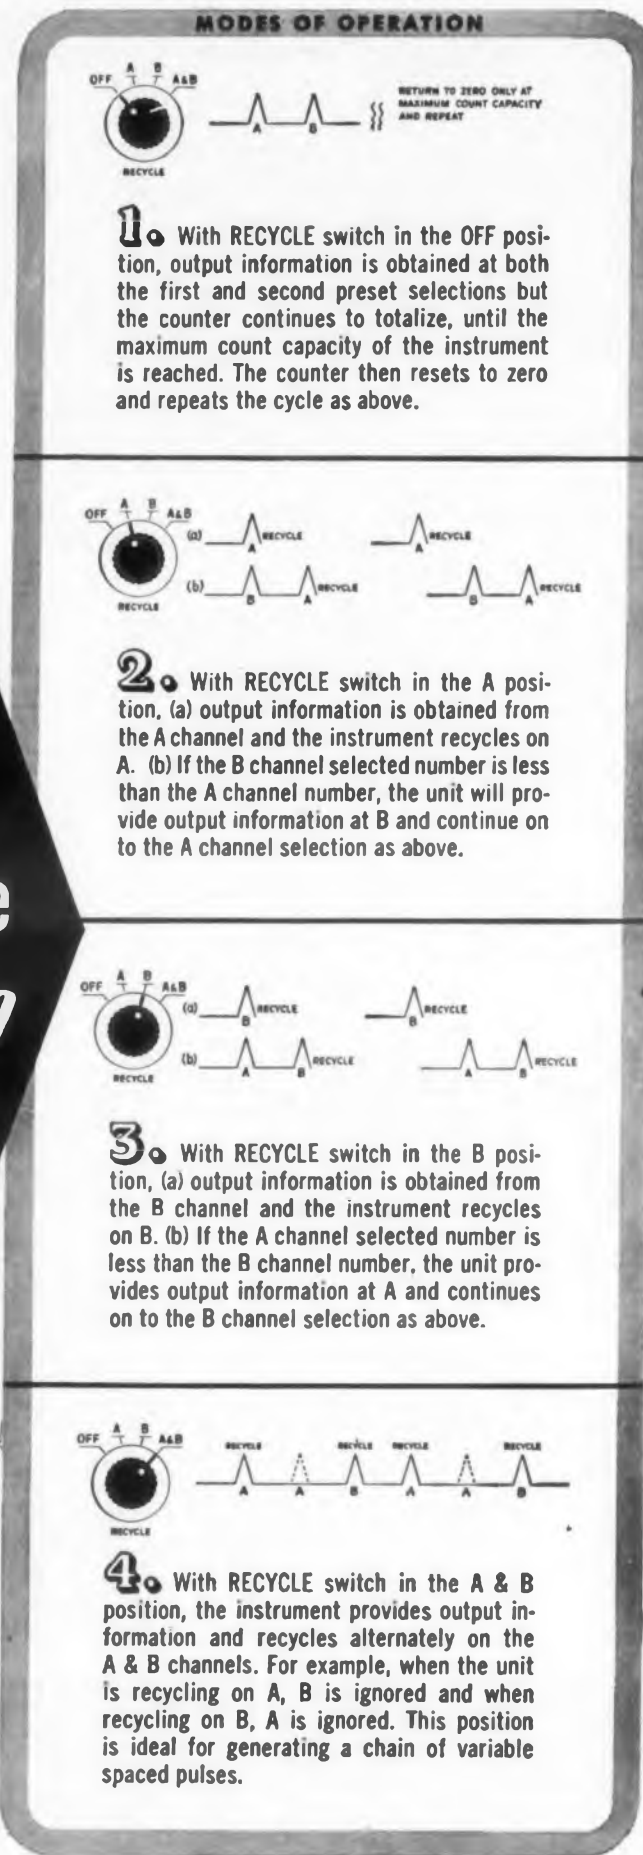 MODES OF OPERATION
OFF A B A&B
RECYCLE
A B
RETURN TO ZERO ONLY AT
MAXIMUM COUNT CAPACITY
AND REPEAT
1. With RECYCLE switch in the OFF posi-
tion, output information is obtained at both
the first and second preset selections but
the counter continues to totalize, until the
maximum count capacity of the instrument
is reached. The counter then resets to zero
and repeats the cycle as above.
OFF A B A&B
RECYCLE
(a) A RECYCLE A RECYCLE
(b) B A RECYCLE B A RECYCLE
2. With RECYCLE switch in the A posi-
tion, (a) output information is obtained from
the A channel and the instrument recycles on
A. (b) If the B channel selected number is less
than the A channel number, the unit will pro-
vide output information at B and continue on
to the A channel selection as above.
OFF A B A&B
RECYCLE
(a) B RECYCLE B RECYCLE
(b) A B RECYCLE A B RECYCLE
3. With RECYCLE switch in the B posi-
tion, (a) output information is obtained from
the B channel and the instrument recycles
on B. (b) If the A channel selected number is
less than the B channel number, the unit pro-
vides output information at A and continues
on to the B channel selection as above.
OFF A B A&B
RECYCLE
RECYCLE RECYCLE RECYCLE RECYCLE
A A B A A B
4. With RECYCLE switch in the A & B
position, the instrument provides output in-
formation and recycles alternately on the
A & B channels. For example, when the unit
is recycling on A, B is ignored and when
recycling on B, A is ignored. This position
is ideal for generating a chain of variable
spaced pulses.